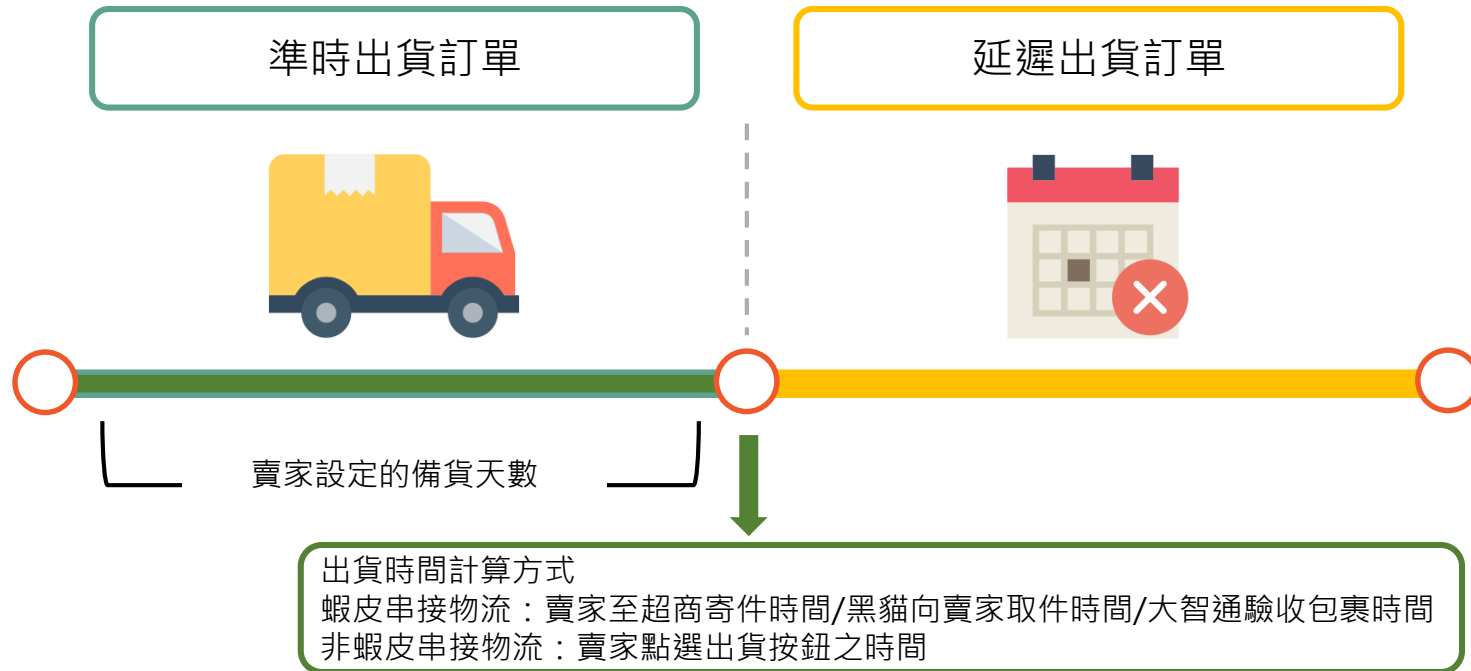 準時出貨訂單
延遲出貨訂單
賣家設定的備貨天數
出貨時間計算方式
蝦皮串接物流：賣家至超商寄件時間/黑貓向賣家取件時間/大智通驗收包裹時間
非蝦皮串接物流：賣家點選出貨按鈕之時間